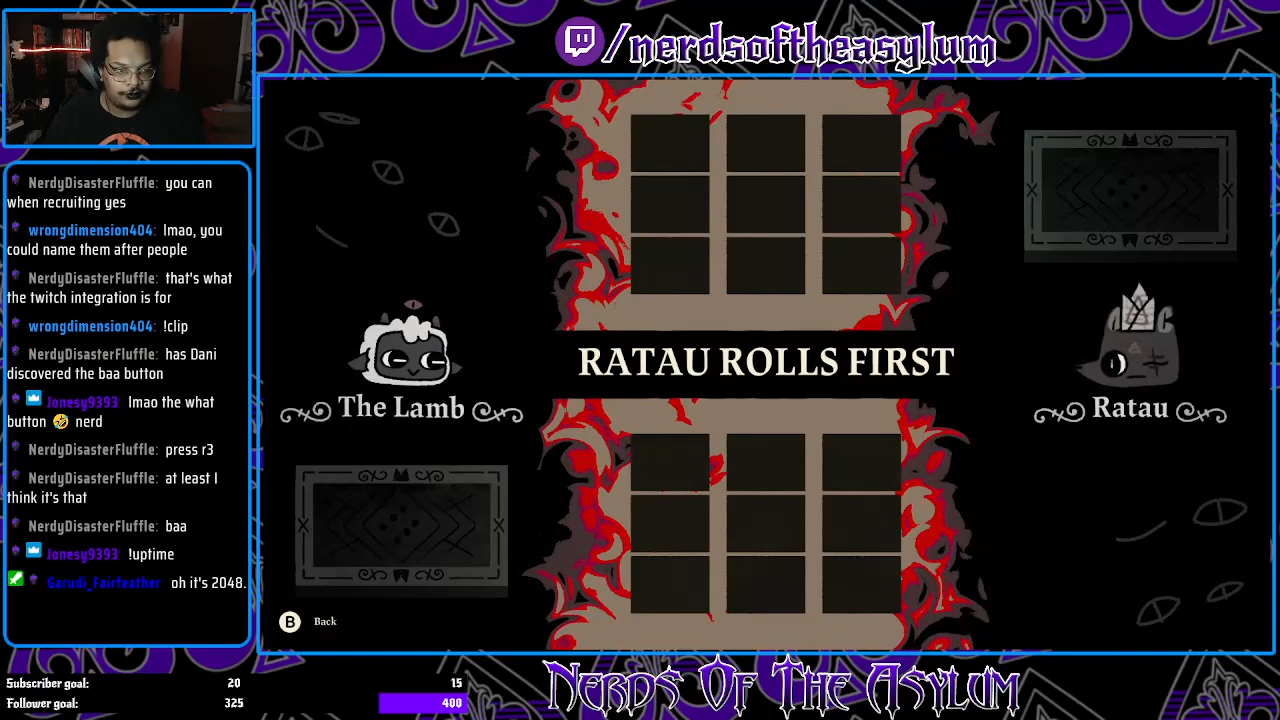 /nerdsoftheasylum
NerdyDisasterFluffle: you can
when recruiting yes
wrongdimension404: lmao, you
could name them after people
NerdyDisasterFluffle: that's what
the twitch integration is for
wrongdimension404: !clip
NerdyDisasterFluffle: has Dani
discovered the baa button
Jonesy9393: lmao the what
button 🤣 nerd
NerdyDisasterFluffle: press r3
NerdyDisasterFluffle: at least I
think it's that
NerdyDisasterFluffle: baa
Jonesy9393: !uptime
Garudi_Fairfeather: oh it's 2048.
RATAU ROLLS FIRST
The Lamb
Ratau
B Back
Subscriber goal: 20 15
Follower goal: 325 400
Nerds Of The Asylum